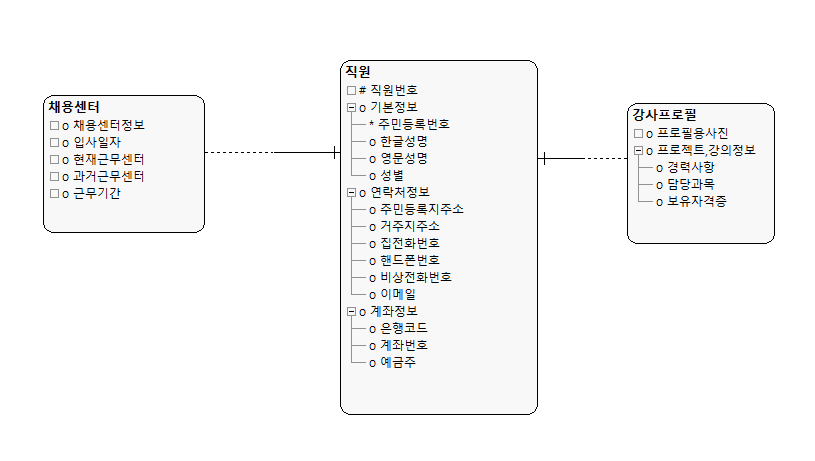 채용센터
o 채용센터정보
o 입사일자
o 현재근무센터
o 과거근무센터
o 근무기간
직원
# 직원번호
o 기본정보
* 주민등록번호
o 한글성명
o 영문성명
o 성별
o 연락처정보
o 주민등록지주소
o 거주지주소
o 집전화번호
o 핸드폰번호
o 비상전화번호
o 이메일
o 계좌정보
o 은행코드
o 계좌번호
o 예금주
강사프로필
o 프로필용사진
o 프로젝트,강의정보
o 경력사항
o 담당과목
o 보유자격증